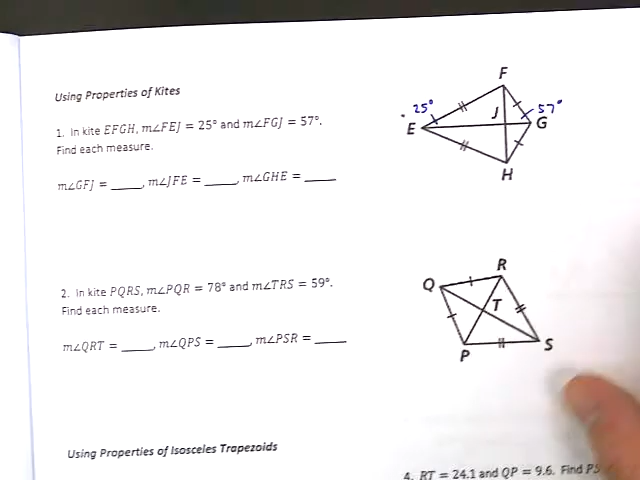 Using Properties of Kites
1. In kite EFGH, m∠FEJ = 25° and m∠FGJ = 57°.
Find each measure.
m∠GFJ = ____, m∠JFE = ____, m∠GHE = ____
F
25°
57°
J
E
G
H
2. In kite PQRS, m∠PQR = 78° and m∠TRS = 59°.
Find each measure.
m∠QRT = ____, m∠QPS = ____, m∠PSR = ____
R
Q
T
P
S
Using Properties of Isosceles Trapezoids
4. RT = 24.1 and QP = 9.6. Find PS